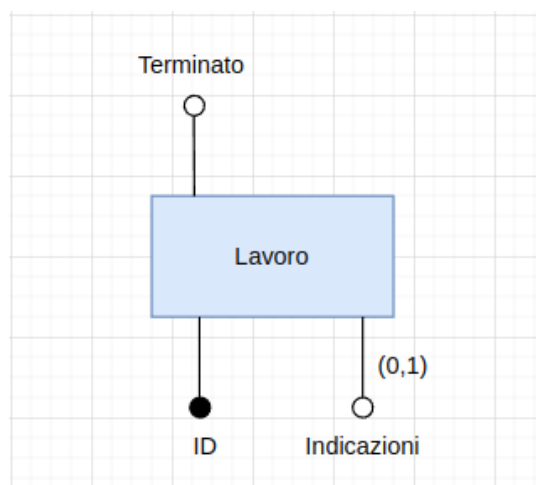 Terminato
Lavoro
(0,1)
ID
Indicazioni